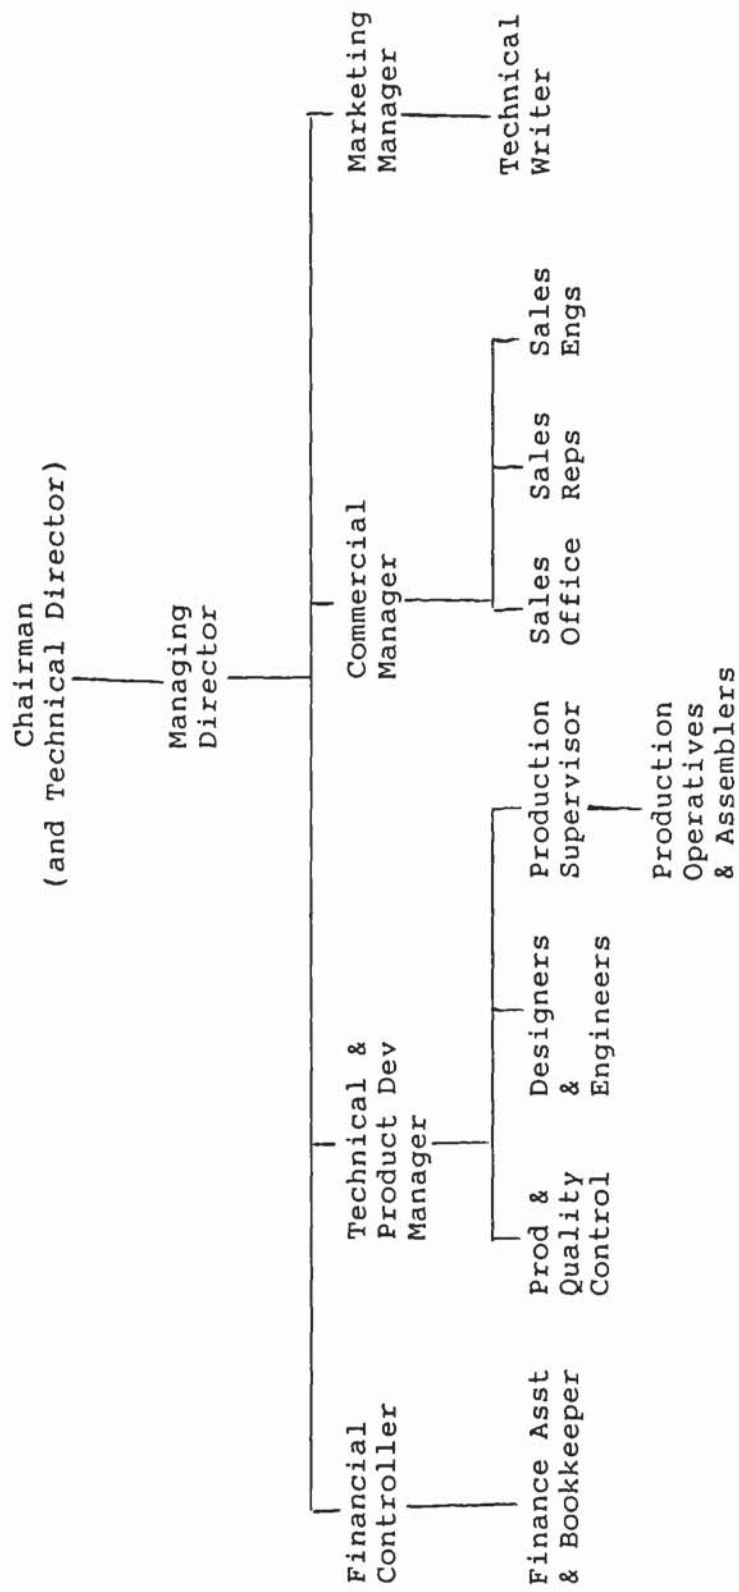 Chairman
(and Technical Director)
Managing
Director
Financial
Controller
Technical &
Product Dev
Manager
Commercial
Manager
Marketing
Manager
Finance Asst
& Bookkeeper
Prod &
Quality
Control
Designers
&
Engineers
Production
Supervisor
Sales
Office
Sales
Reps
Sales
Engs
Technical
Writer
Production
Operatives
& Assemblers